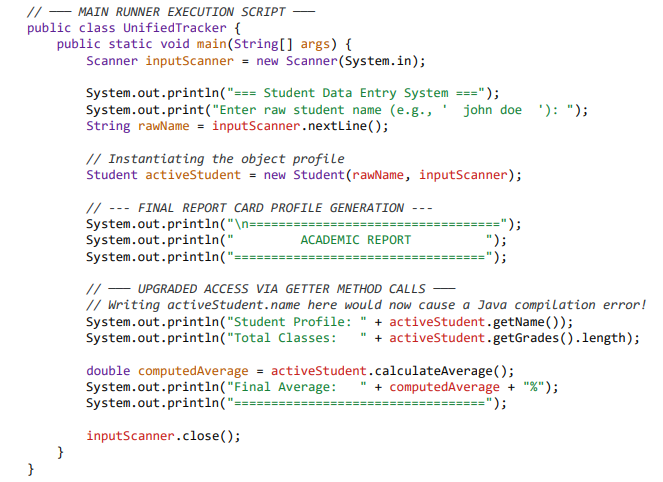 // ─── MAIN RUNNER EXECUTION SCRIPT ───
public class UnifiedTracker {
    public static void main(String[] args) {
        Scanner inputScanner = new Scanner(System.in);

        System.out.println("=== Student Data Entry System ===");
        System.out.print("Enter raw student name (e.g., '  john doe  '): ");
        String rawName = inputScanner.nextLine();

        // Instantiating the object profile
        Student activeStudent = new Student(rawName, inputScanner);

        // --- FINAL REPORT CARD PROFILE GENERATION ---
        System.out.println("\n==================================");
        System.out.println("         ACADEMIC REPORT          ");
        System.out.println("==================================");

        // ─── UPGRADED ACCESS VIA GETTER METHOD CALLS ───
        // Writing activeStudent.name here would now cause a Java compilation error!
        System.out.println("Student Profile: " + activeStudent.getName());
        System.out.println("Total Classes:   " + activeStudent.getGrades().length);

        double computedAverage = activeStudent.calculateAverage();
        System.out.println("Final Average:   " + computedAverage + "%");
        System.out.println("==================================");

        inputScanner.close();
    }
}